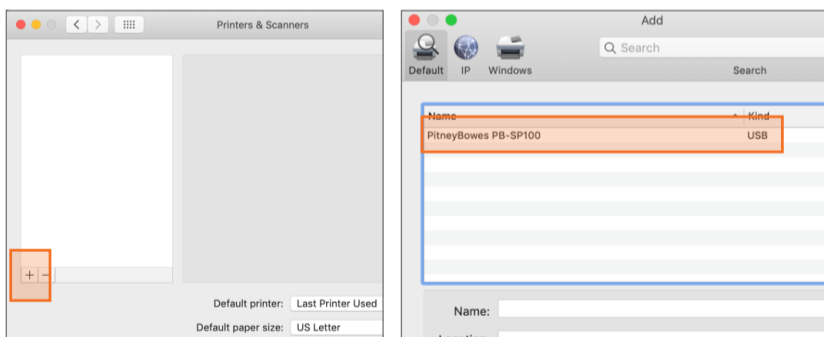 Printers & Scanners
+ −
Default printer: Last Printer Used
Default paper size: US Letter
Add
Search
Default IP Windows
Search
Name Kind
PitneyBowes PB-SP100 USB
Name:
Location: